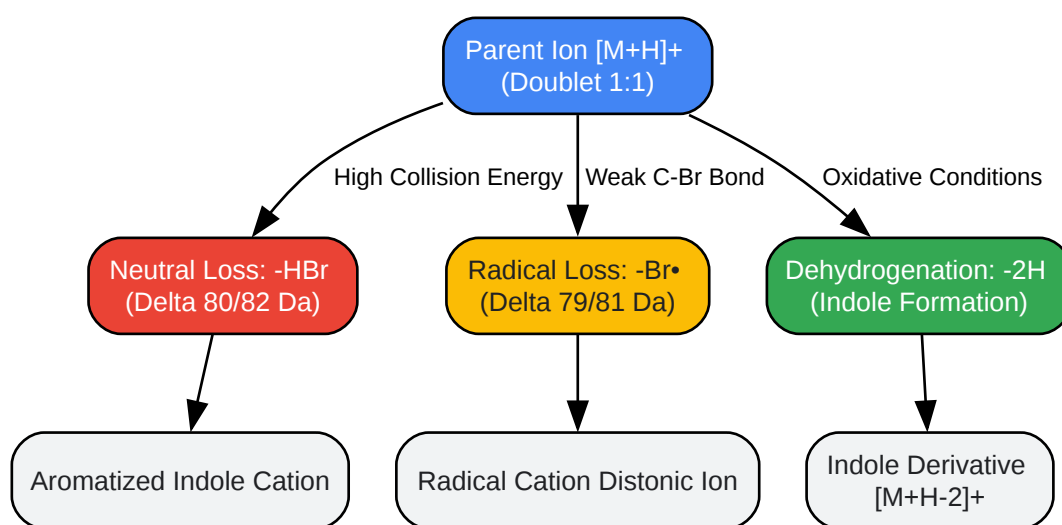 Parent Ion [M+H]+
(Doublet 1:1)
High Collision Energy
Weak C-Br Bond
Oxidative Conditions
Neutral Loss: -HBr
(Delta 80/82 Da)
Radical Loss: -Br•
(Delta 79/81 Da)
Dehydrogenation: -2H
(Indole Formation)
Aromatized Indole Cation
Radical Cation Distonic Ion
Indole Derivative
[M+H-2]+